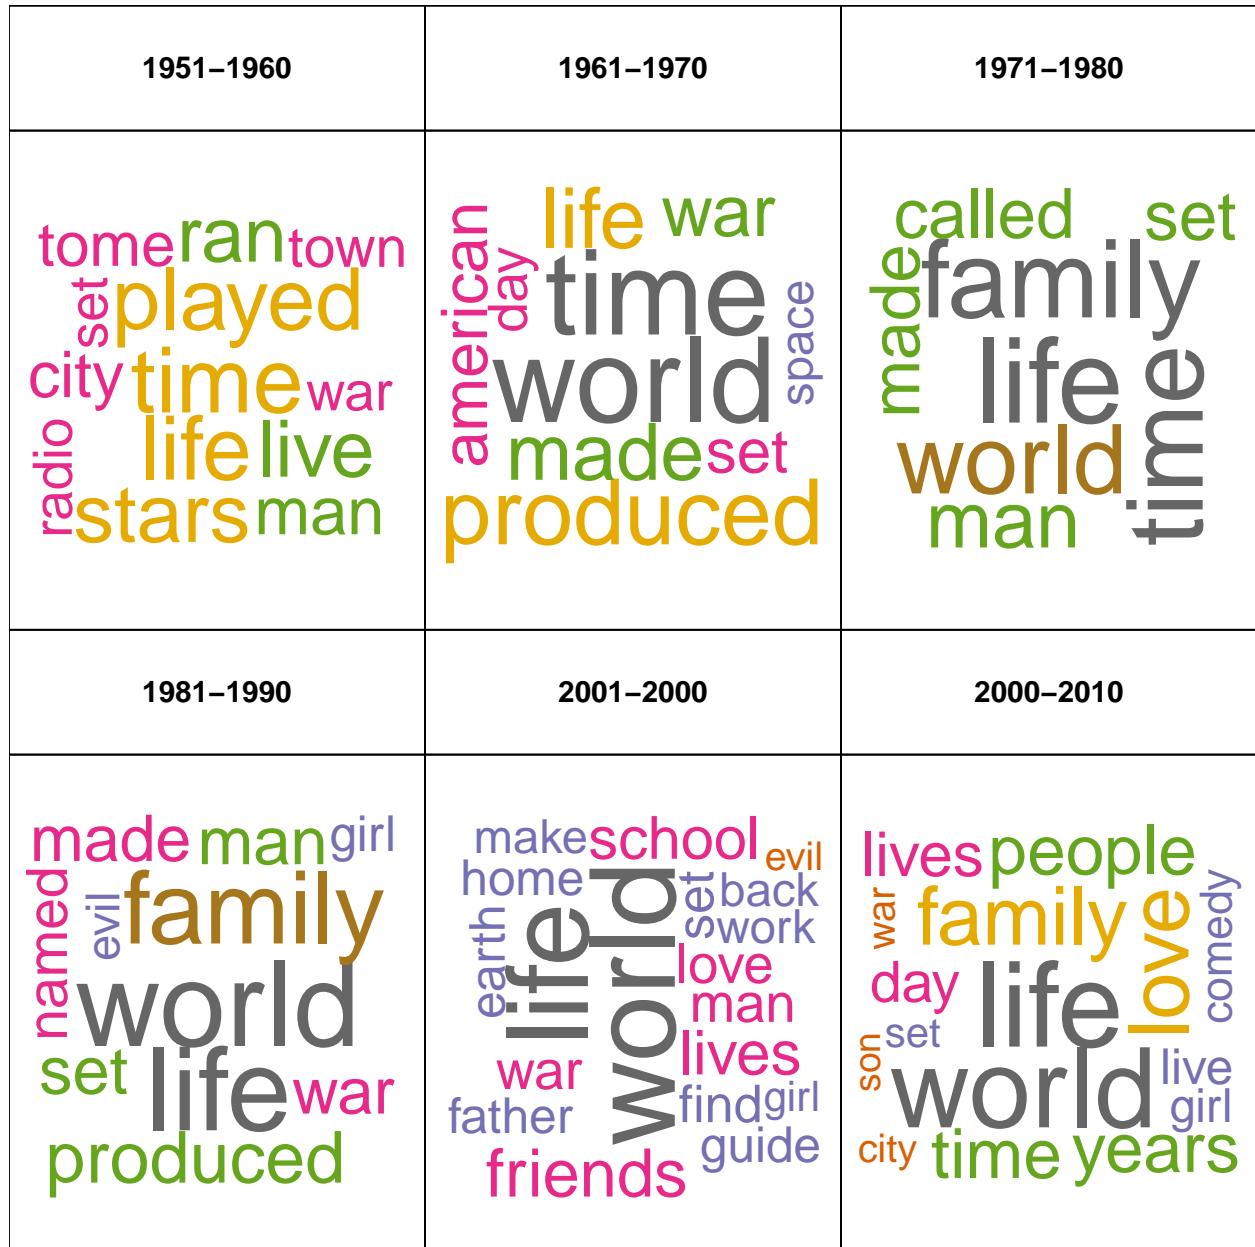 1951–1960
1961–1970
1971–1980
tome ran town
set played
city time war
radio life live
stars man
life war
american day time space
world
made set
produced
called set
made family
life
world time
man
1981–1990
2001–2000
2000–2010
made man girl
named evil family
world
set life war
produced
make school evil
home world set back
earth life work
love
man
war lives
father find girl
friends guide
lives people
war family love comedy
day life
son set world live
girl
city time years